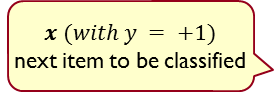 x (with y = +1)
next item to be classified